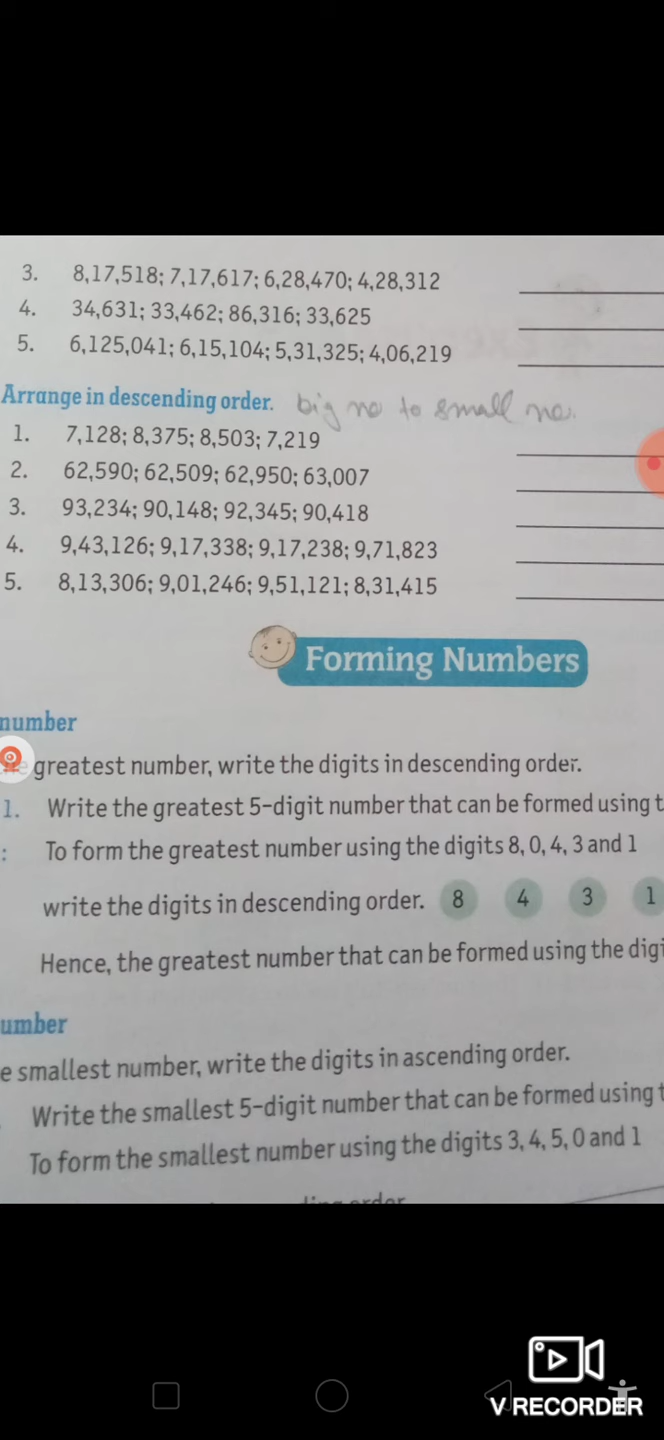 3. 8,17,518; 7,17,617; 6,28,470; 4,28,312
4. 34,631; 33,462; 86,316; 33,625
5. 6,125,041; 6,15,104; 5,31,325; 4,06,219
Arrange in descending order. big no to small no.
1. 7,128; 8,375; 8,503; 7,219
2. 62,590; 62,509; 62,950; 63,007
3. 93,234; 90,148; 92,345; 90,418
4. 9,43,126; 9,17,338; 9,17,238; 9,71,823
5. 8,13,306; 9,01,246; 9,51,121; 8,31,415
Forming Numbers
number
greatest number, write the digits in descending order.
1. Write the greatest 5-digit number that can be formed using t
: To form the greatest number using the digits 8, 0, 4, 3 and 1
write the digits in descending order. 8 4 3 1
Hence, the greatest number that can be formed using the digi
umber
e smallest number, write the digits in ascending order.
Write the smallest 5-digit number that can be formed using t
To form the smallest number using the digits 3, 4, 5, 0 and 1
V RECORDER